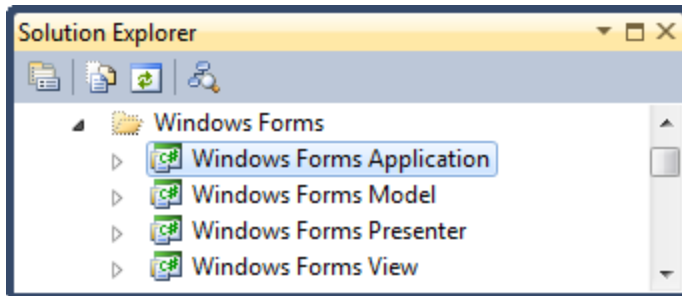 Solution Explorer
Windows Forms
C# Windows Forms Application
C# Windows Forms Model
C# Windows Forms Presenter
C# Windows Forms View